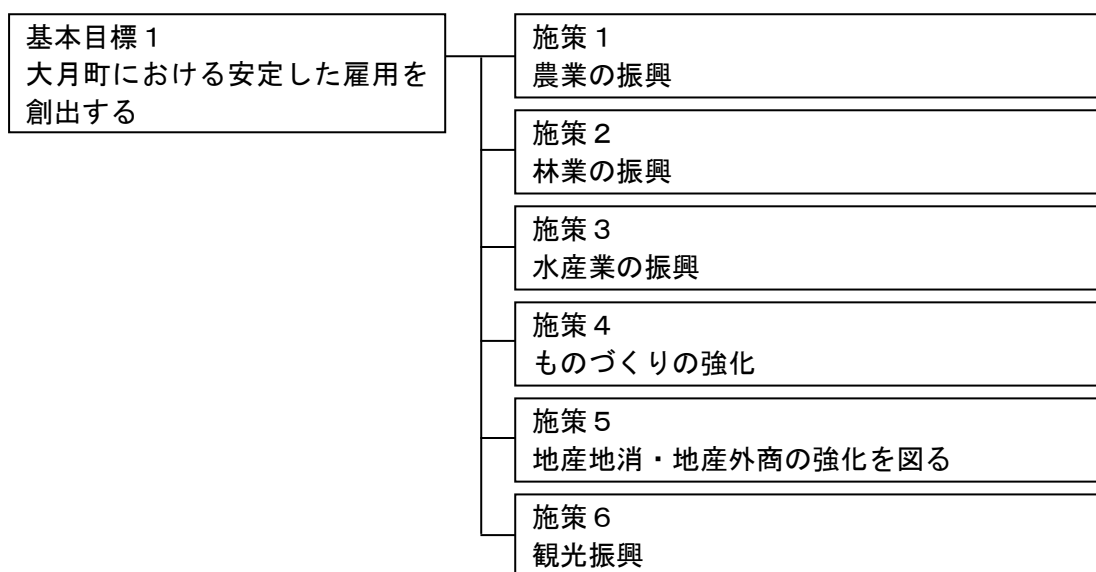 基本目標１
大月町における安定した雇用を
創出する
施策１
農業の振興
施策２
林業の振興
施策３
水産業の振興
施策４
ものづくりの強化
施策５
地産地消・地産外商の強化を図る
施策６
観光振興